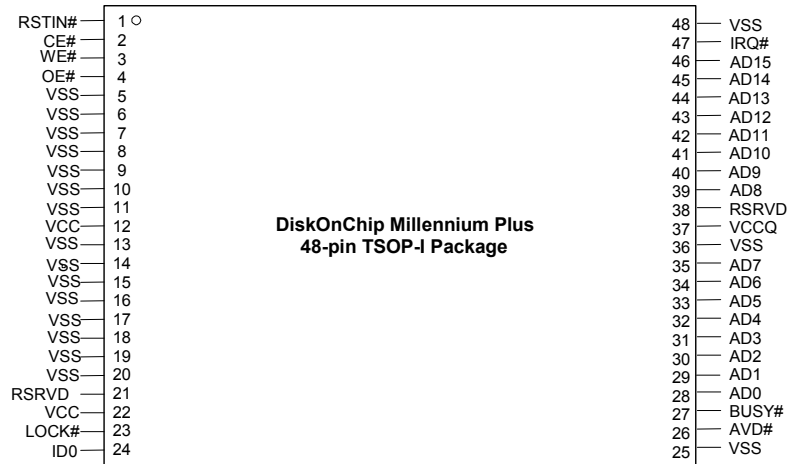 RSTIN# 1 48 VSS
CE# 2 47 IRQ#
WE# 3 46 AD15
OE# 4 45 AD14
VSS 5 44 AD13
VSS 6 43 AD12
VSS 7 42 AD11
VSS 8 41 AD10
VSS 9 40 AD9
VSS 10 39 AD8
VSS 11 38 RSRVD
VCC 12 DiskOnChip Millennium Plus 37 VCCQ
VSS 13 48-pin TSOP-I Package 36 VSS
VSS 14 35 AD7
VSS 15 34 AD6
VSS 16 33 AD5
VSS 17 32 AD4
VSS 18 31 AD3
VSS 19 30 AD2
VSS 20 29 AD1
RSRVD 21 28 AD0
VCC 22 27 BUSY#
LOCK# 23 26 AVD#
ID0 24 25 VSS